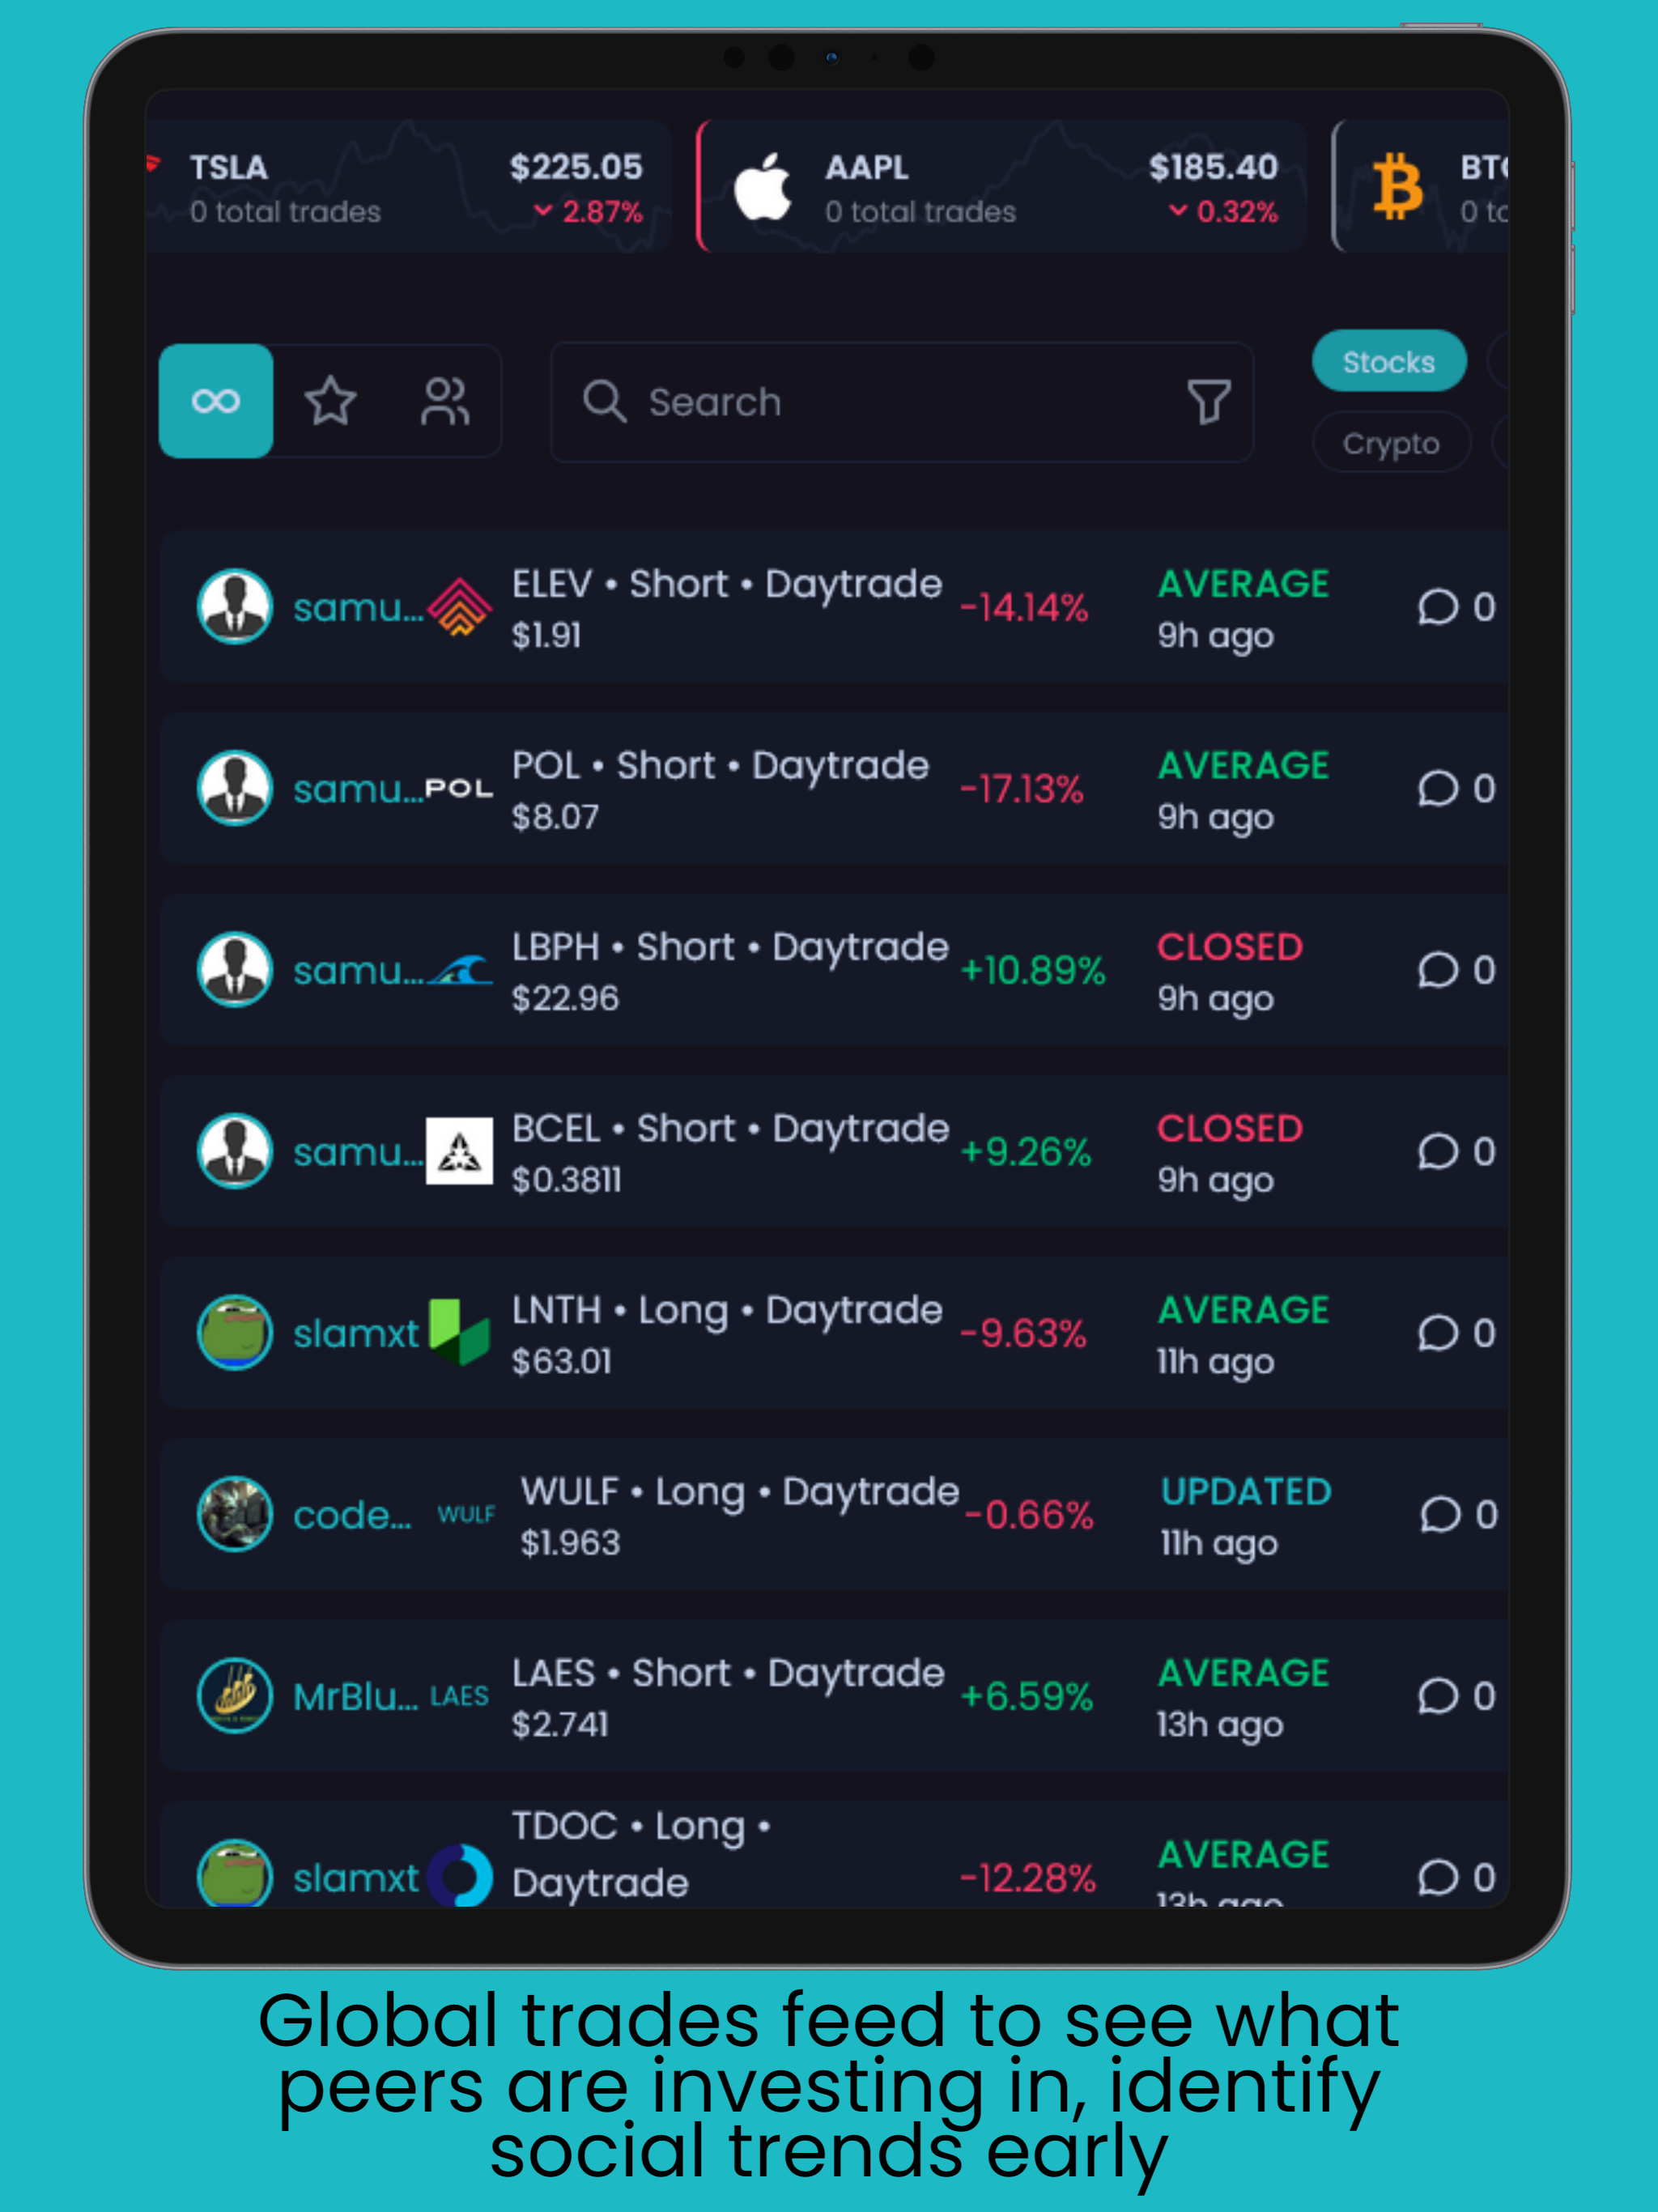 TSLA $225.05
0 total trades 2.87%
AAPL $185.40
0 total trades 0.32%
Search
Stocks
Crypto
samu... ELEV • Short • Daytrade -14.14% AVERAGE 0
$1.91 9h ago
samu... POL POL • Short • Daytrade -17.13% AVERAGE 0
$8.07 9h ago
samu... LBPH • Short • Daytrade +10.89% CLOSED 0
$22.96 9h ago
samu... BCEL • Short • Daytrade +9.26% CLOSED 0
$0.3811 9h ago
slamxt LNTH • Long • Daytrade -9.63% AVERAGE 0
$63.01 11h ago
code... WULF WULF • Long • Daytrade -0.66% UPDATED 0
$1.963 11h ago
MrBlu... LAES LAES • Short • Daytrade +6.59% AVERAGE 0
$2.741 13h ago
slamxt TDOC • Long • -12.28% AVERAGE 0
Daytrade 13h ago
Global trades feed to see what
peers are investing in, identify
social trends early